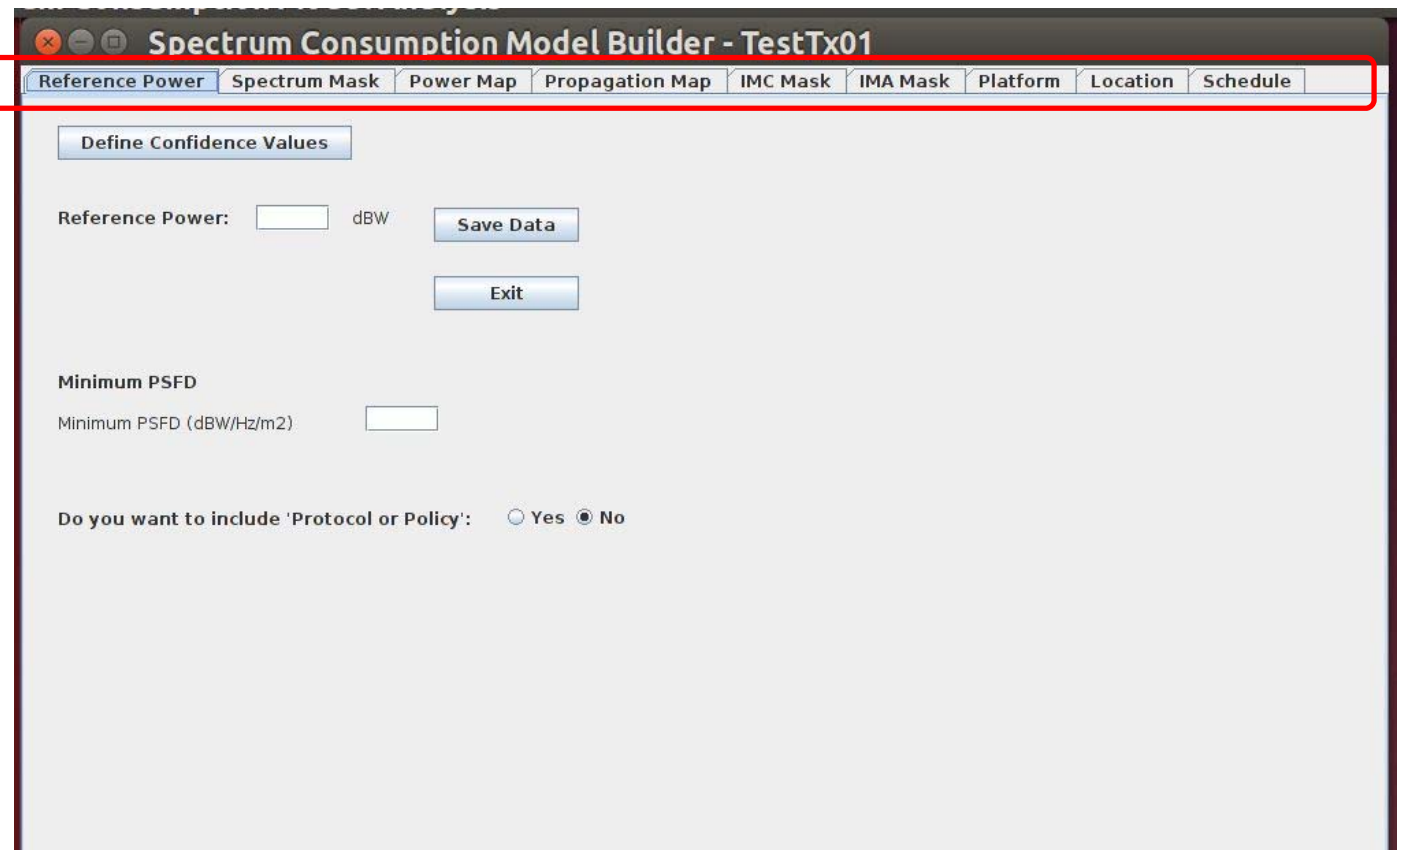 Spectrum Consumption Model Builder - TestTx01
Reference Power Spectrum Mask Power Map Propagation Map IMC Mask IMA Mask Platform Location Schedule
Define Confidence Values
Reference Power: dBW Save Data
Exit
Minimum PSFD
Minimum PSFD (dBW/Hz/m2)
Do you want to include 'Protocol or Policy': Yes No